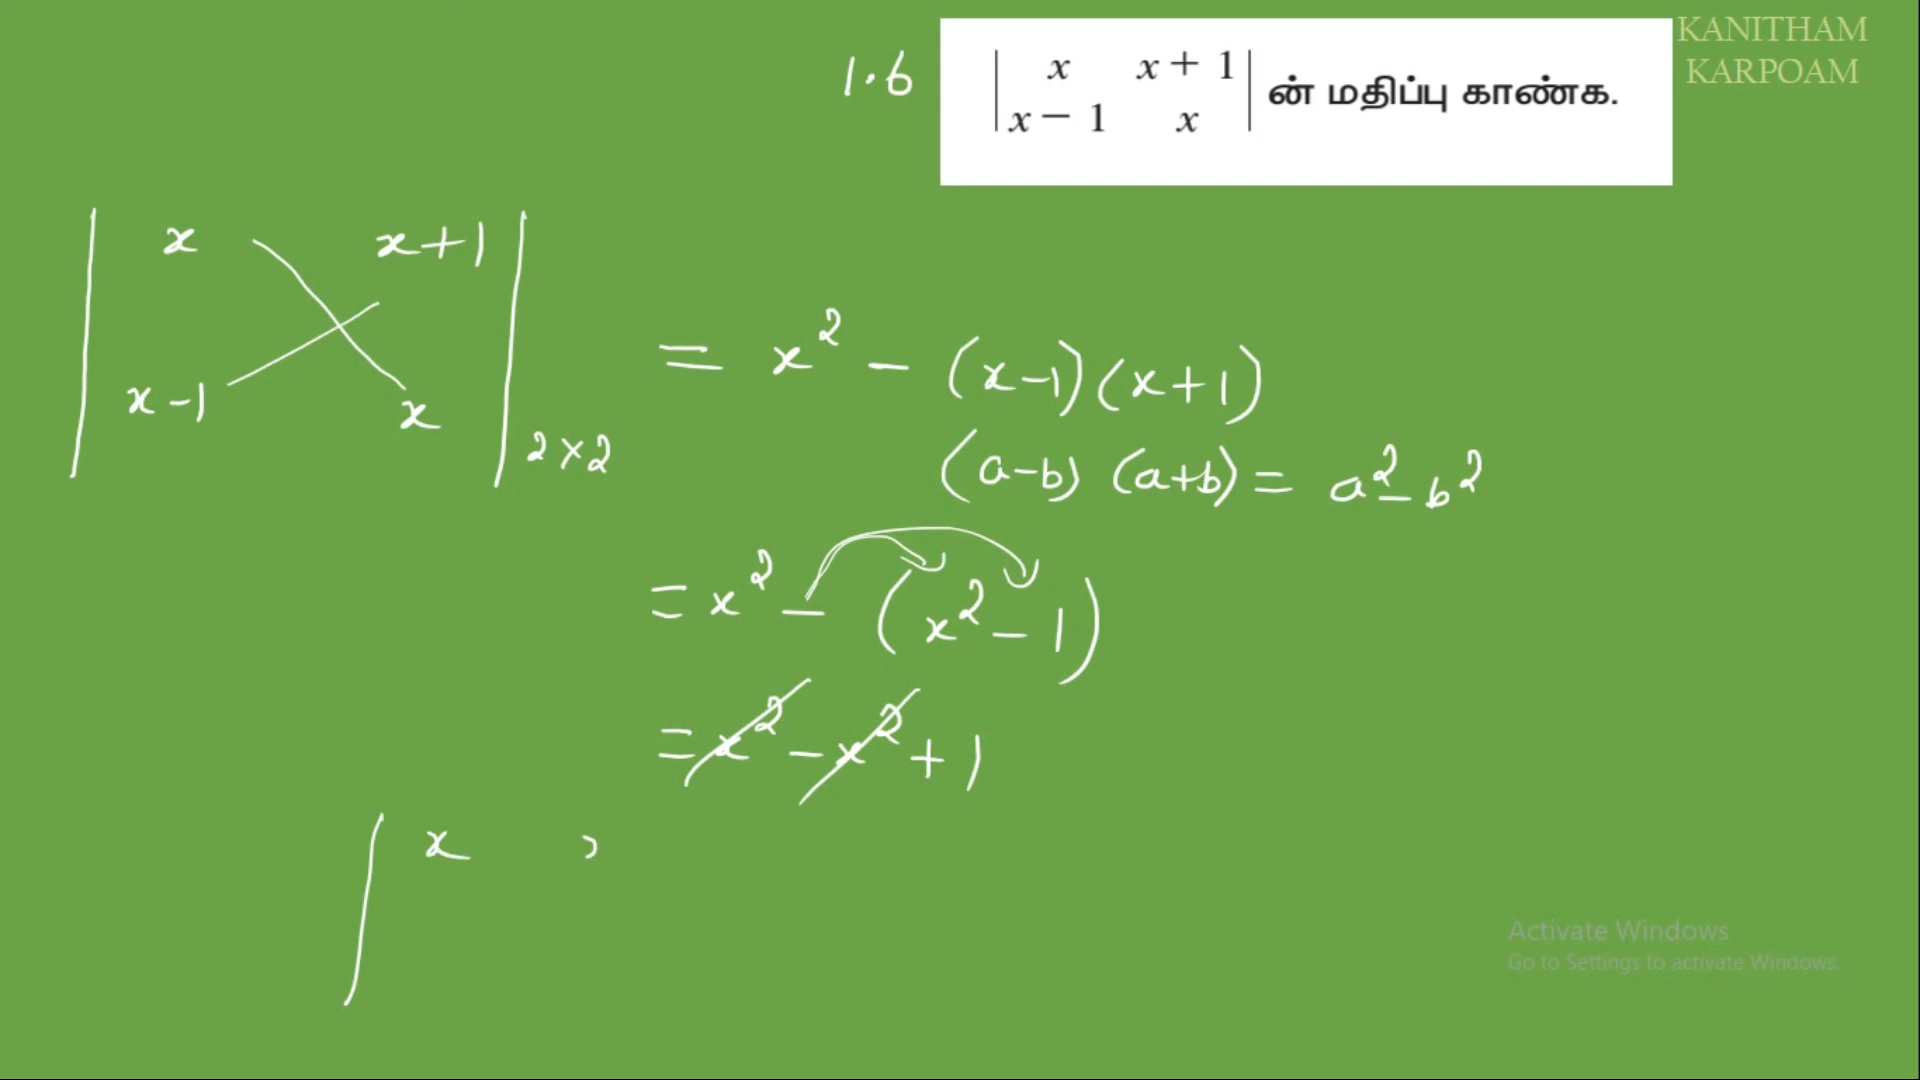 KANITHAM
KARPOAM
1.6
| x x + 1 |
| x − 1 x | ன் மதிப்பு காண்க.
| x x+1 |
| x-1 x | 2×2
= x² - (x-1)(x+1)
(a-b) (a+b) = a² - b²
= x² - (x² - 1)
= x² - x² + 1
| x
Activate Windows
Go to Settings to activate Windows.